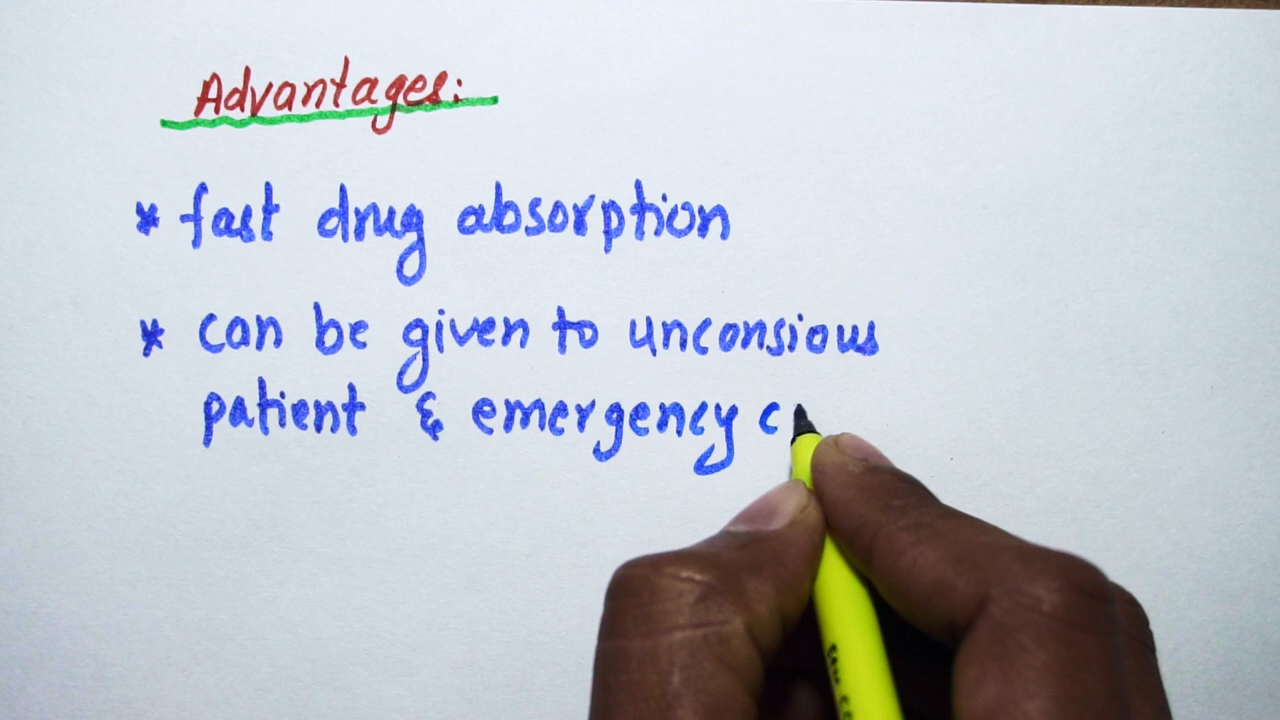 Advantages:
* fast drug absorption
* can be given to unconsious
patient & emergency c